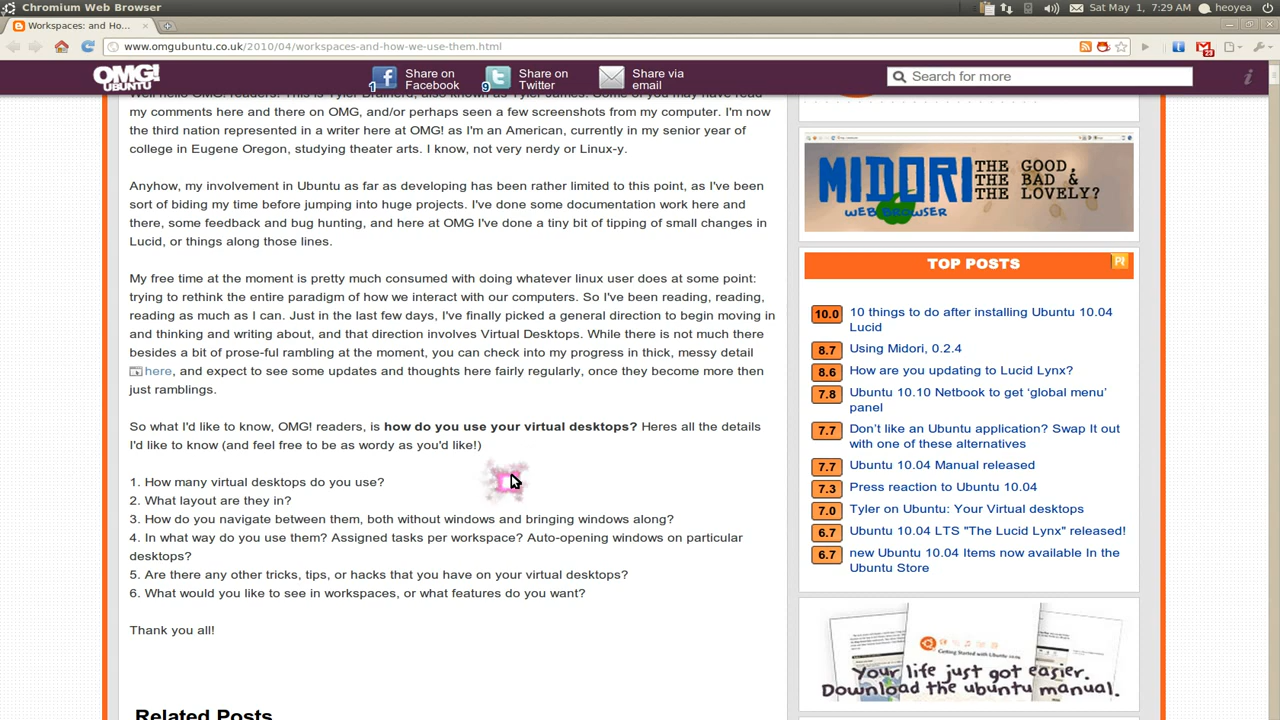 Chromium Web Browser
Sat May 1, 7:29 AM
heoyea
Workspaces: and Ho...
www.omgubuntu.co.uk/2010/04/workspaces-and-how-we-use-them.html
23
OMG!
UBUNTU
1
Share on
Facebook
9
Share on
Twitter
Share via
email
Search for more
i
my comments here and there on OMG, and/or perhaps seen a few screenshots from my computer. I'm now
the third nation represented in a writer here at OMG! as I'm an American, currently in my senior year of
college in Eugene Oregon, studying theater arts. I know, not very nerdy or Linux-y.
Anyhow, my involvement in Ubuntu as far as developing has been rather limited to this point, as I've been
sort of biding my time before jumping into huge projects. I've done some documentation work here and
there, some feedback and bug hunting, and here at OMG I've done a tiny bit of tipping of small changes in
Lucid, or things along those lines.
My free time at the moment is pretty much consumed with doing whatever linux user does at some point:
trying to rethink the entire paradigm of how we interact with our computers. So I've been reading, reading,
reading as much as I can. Just in the last few days, I've finally picked a general direction to begin moving in
and thinking and writing about, and that direction involves Virtual Desktops. While there is not much there
besides a bit of prose-ful rambling at the moment, you can check into my progress in thick, messy detail
here, and expect to see some updates and thoughts here fairly regularly, once they become more then
just ramblings.
So what I'd like to know, OMG! readers, is how do you use your virtual desktops? Heres all the details
I'd like to know (and feel free to be as wordy as you'd like!)
1. How many virtual desktops do you use?
2. What layout are they in?
3. How do you navigate between them, both without windows and bringing windows along?
4. In what way do you use them? Assigned tasks per workspace? Auto-opening windows on particular
desktops?
5. Are there any other tricks, tips, or hacks that you have on your virtual desktops?
6. What would you like to see in workspaces, or what features do you want?
Thank you all!
Related Posts
MIDORI
WEB BROWSER
THE GOOD,
THE BAD &
THE LOVELY?
TOP POSTS
10.0 10 things to do after installing Ubuntu 10.04
Lucid
8.7 Using Midori, 0.2.4
8.6 How are you updating to Lucid Lynx?
7.8 Ubuntu 10.10 Netbook to get ‘global menu’
panel
7.7 Don’t like an Ubuntu application? Swap It out
with one of these alternatives
7.7 Ubuntu 10.04 Manual released
7.3 Press reaction to Ubuntu 10.04
7.0 Tyler on Ubuntu: Your Virtual desktops
6.7 Ubuntu 10.04 LTS "The Lucid Lynx" released!
6.7 new Ubuntu 10.04 Items now available In the
Ubuntu Store
Getting Started with Ubuntu 10.04
Your life just got easier.
Download the ubuntu manual.